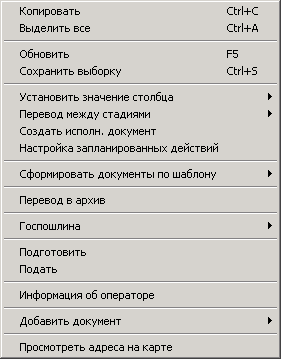 Копировать Ctrl+C
Выделить все Ctrl+A
Обновить F5
Сохранить выборку Ctrl+S
Установить значение столбца
Перевод между стадиями
Создать исполн. документ
Настройка запланированных действий
Сформировать документы по шаблону
Перевод в архив
Госпошлина
Подготовить
Подать
Информация об операторе
Добавить документ
Просмотреть адреса на карте